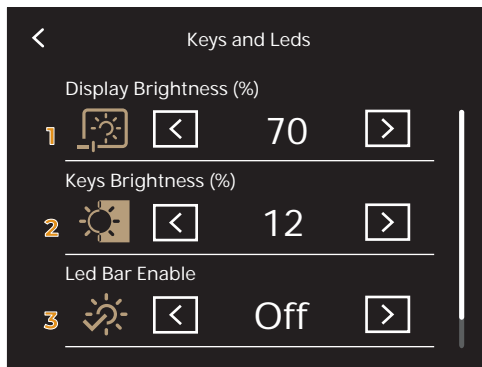 Keys and Leds
Display Brightness (%)
1 70
Keys Brightness (%)
2 12
Led Bar Enable
3 Off